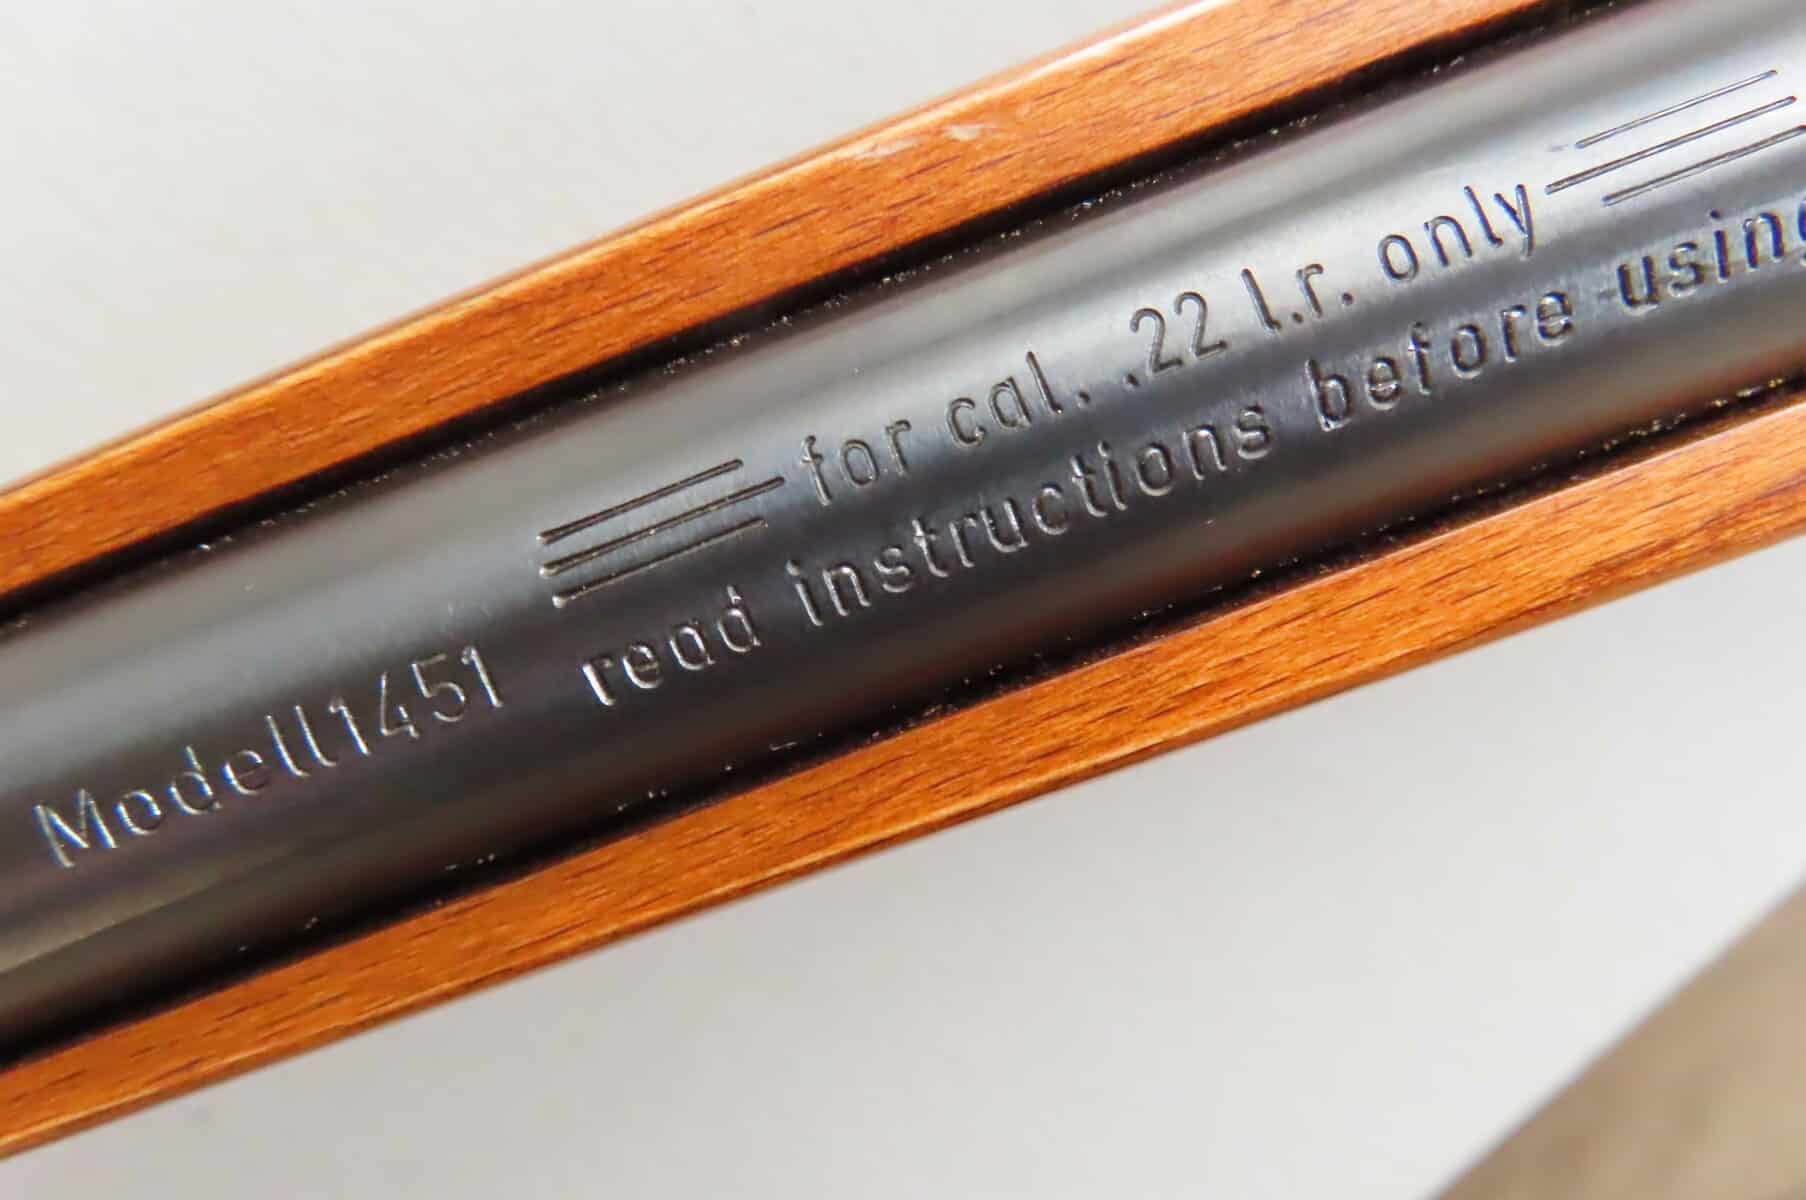 for cal. .22 l.r. only
Modell1451 read instructions before using